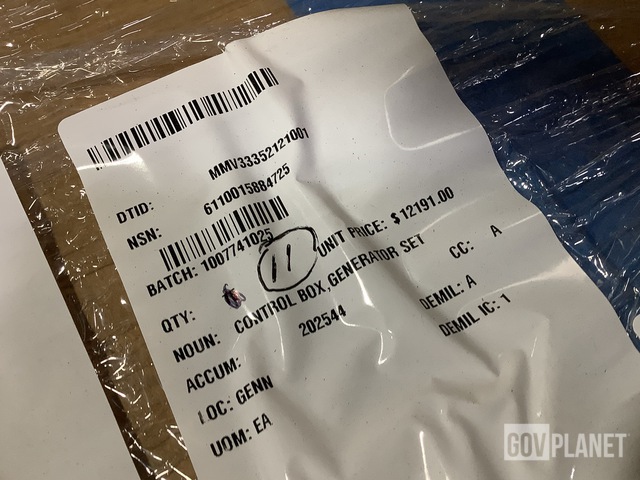 DTID: MMV33352121001
NSN: 6110015884725
BATCH: 1007741025
QTY: 11 UNIT PRICE: $12191.00
NOUN: CONTROL BOX, GENERATOR SET CC: A
ACCUM: 202544 DEMIL: A
LOC: GENN DEMIL IC: 1
UOM: EA
GOVPLANET